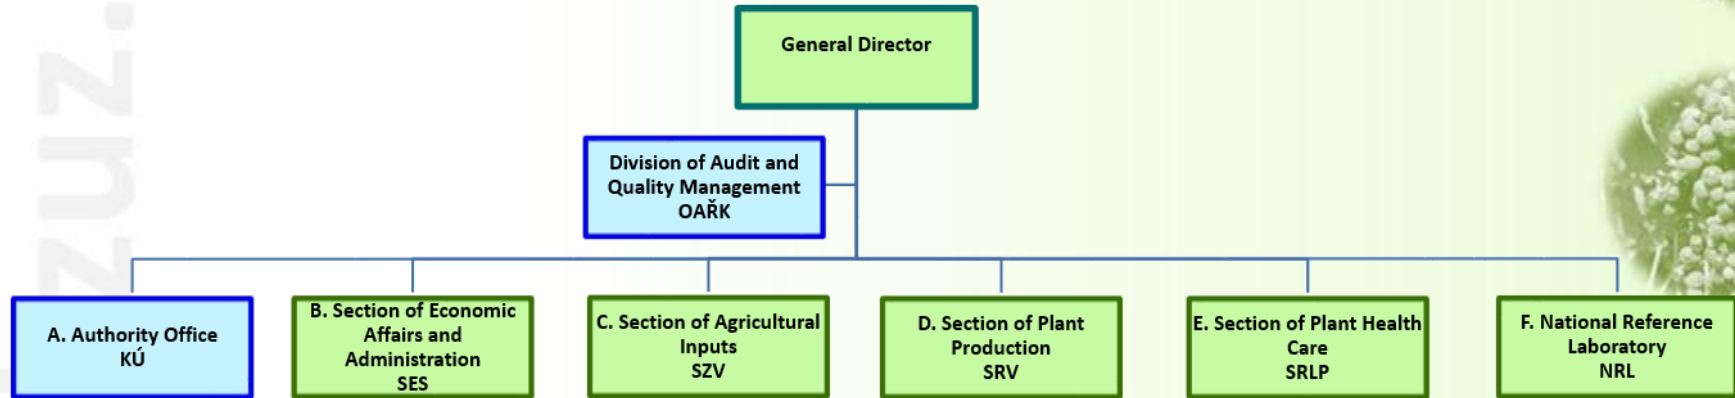 zuz.
General Director
Division of Audit and
Quality Management
OAŘK
A. Authority Office
KÚ
B. Section of Economic
Affairs and
Administration
SES
C. Section of Agricultural
Inputs
SZV
D. Section of Plant
Production
SRV
E. Section of Plant Health
Care
SRLP
F. National Reference
Laboratory
NRL